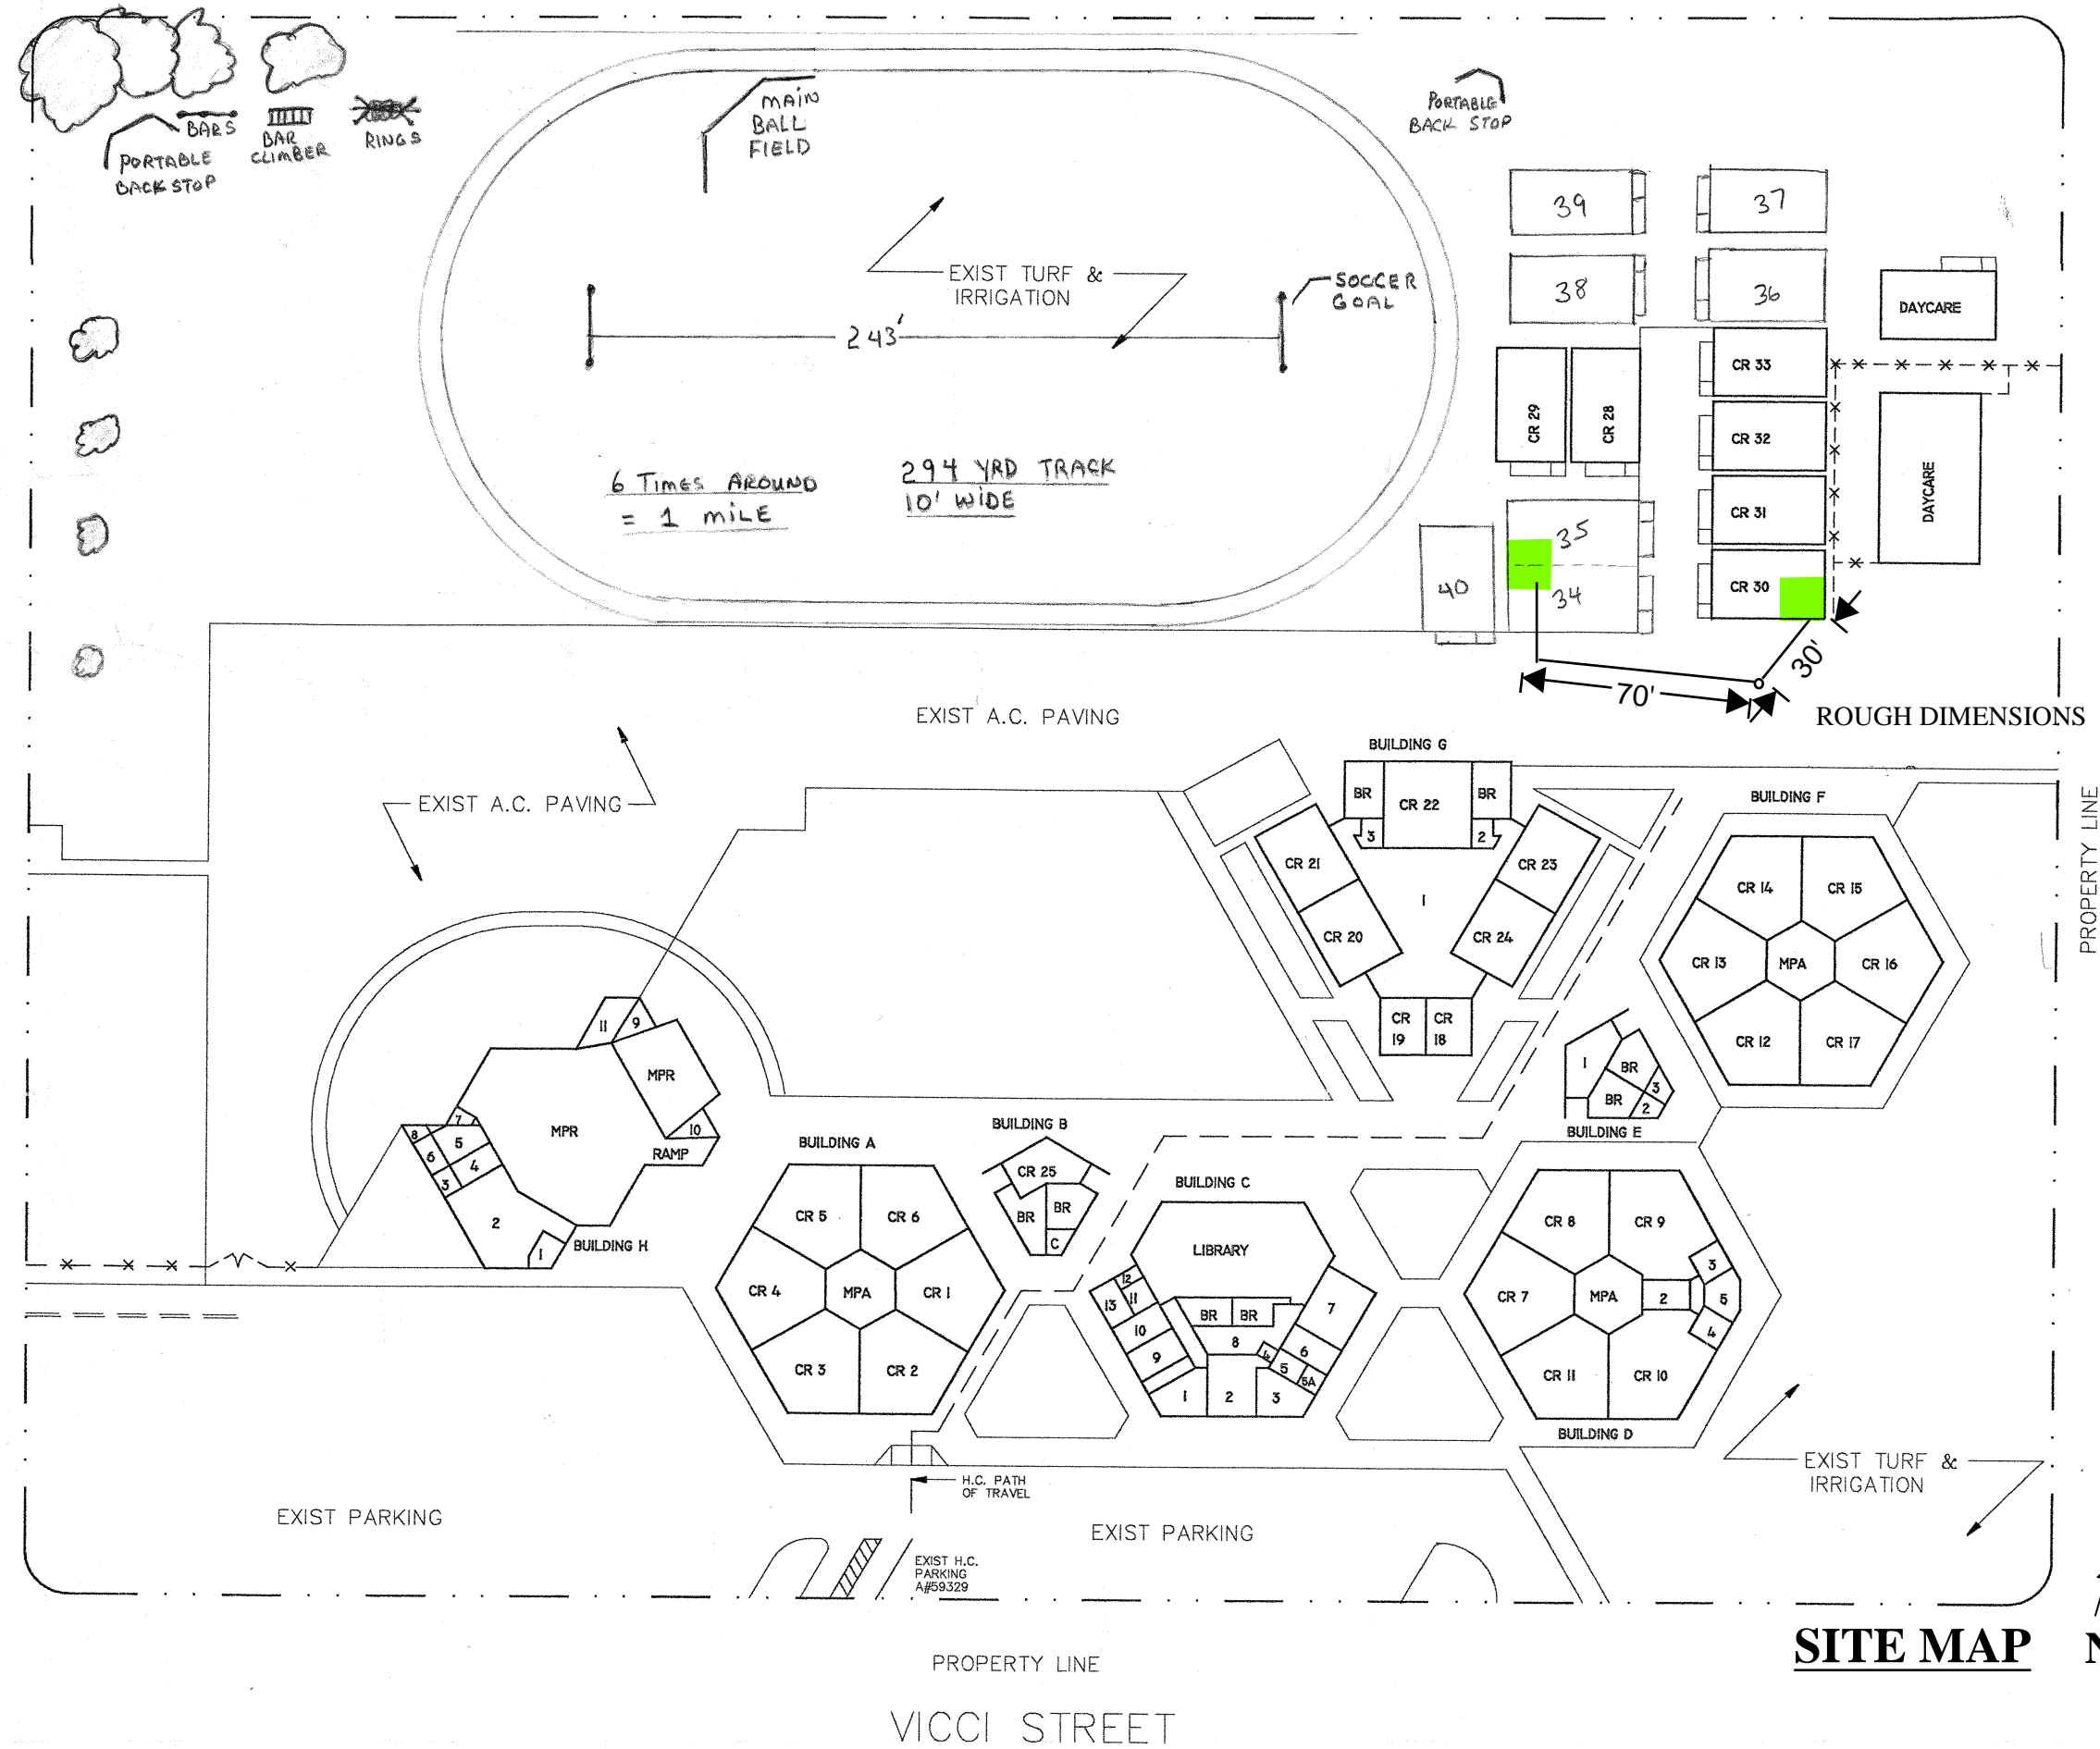 BARS
PORTABLE
BACK STOP
BAR
CLIMBER
RINGS
MAIN
BALL
FIELD
PORTABLE
BACK STOP
EXIST TURF &
IRRIGATION
SOCCER
GOAL
243'
6 TIMES AROUND
= 1 MILE
294 YRD TRACK
10' WIDE
39
37
38
36
DAYCARE
CR 33
CR 29
CR 28
CR 32
DAYCARE
CR 31
35
40
34
CR 30
30'
70'
ROUGH DIMENSIONS
EXIST A.C. PAVING
EXIST A.C. PAVING
BUILDING G
BR
CR 22
BR
3
2
CR 21
CR 23
1
CR 20
CR 24
CR
19
CR
18
BUILDING F
CR 14
CR 15
CR 13
MPA
CR 16
CR 12
CR 17
PROPERTY LINE
1
BR
3
BR
2
BUILDING E
11
9
MPR
MPR
10
RAMP
7
8
5
6
4
3
2
1
BUILDING H
BUILDING A
CR 5
CR 6
CR 4
MPA
CR 1
CR 3
CR 2
BUILDING B
CR 25
BR
BR
C
BUILDING C
LIBRARY
12
13
11
10
9
BR
BR
8
7
4
6
5
5A
1
2
3
CR 8
CR 9
3
CR 7
MPA
2
5
4
CR 11
CR 10
BUILDING D
EXIST TURF &
IRRIGATION
H.C. PATH
OF TRAVEL
EXIST PARKING
EXIST PARKING
EXIST H.C.
PARKING
A#59329
SITE MAP
N
PROPERTY LINE
VICCI STREET